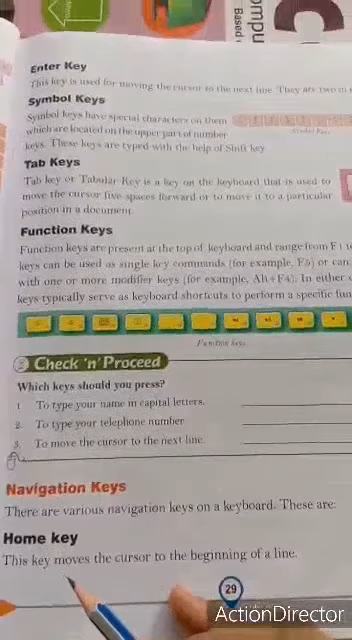 ompu
Based
C
Enter Key
This key is used for moving the cursor to the next line. They are two in
Symbol Keys
Symbol keys have special characters on them
which are located on the upper part of number
Symbol Keys
keys. These keys are typed with the help of Shift key
Tab Keys
Tab key or Tabular Key is a key on the keyboard that is used to
move the cursor five spaces forward or to move it to a particular
position in a document.
Function Keys
Function keys are present at the top of keyboard and range from F1 t
keys can be used as single key commands (for example, F5) or can
with one or more modifier keys (for example, Alt+F4). In either
keys typically serve as keyboard shortcuts to perform a specific fun
Function keys
Check 'n' Proceed
Which keys should you press?
1. To type your name in capital letters.
2. To type your telephone number
3. To move the cursor to the next line.
Navigation Keys
There are various navigation keys on a keyboard. These are:
Home key
This key moves the cursor to the beginning of a line.
29
ActionDirector